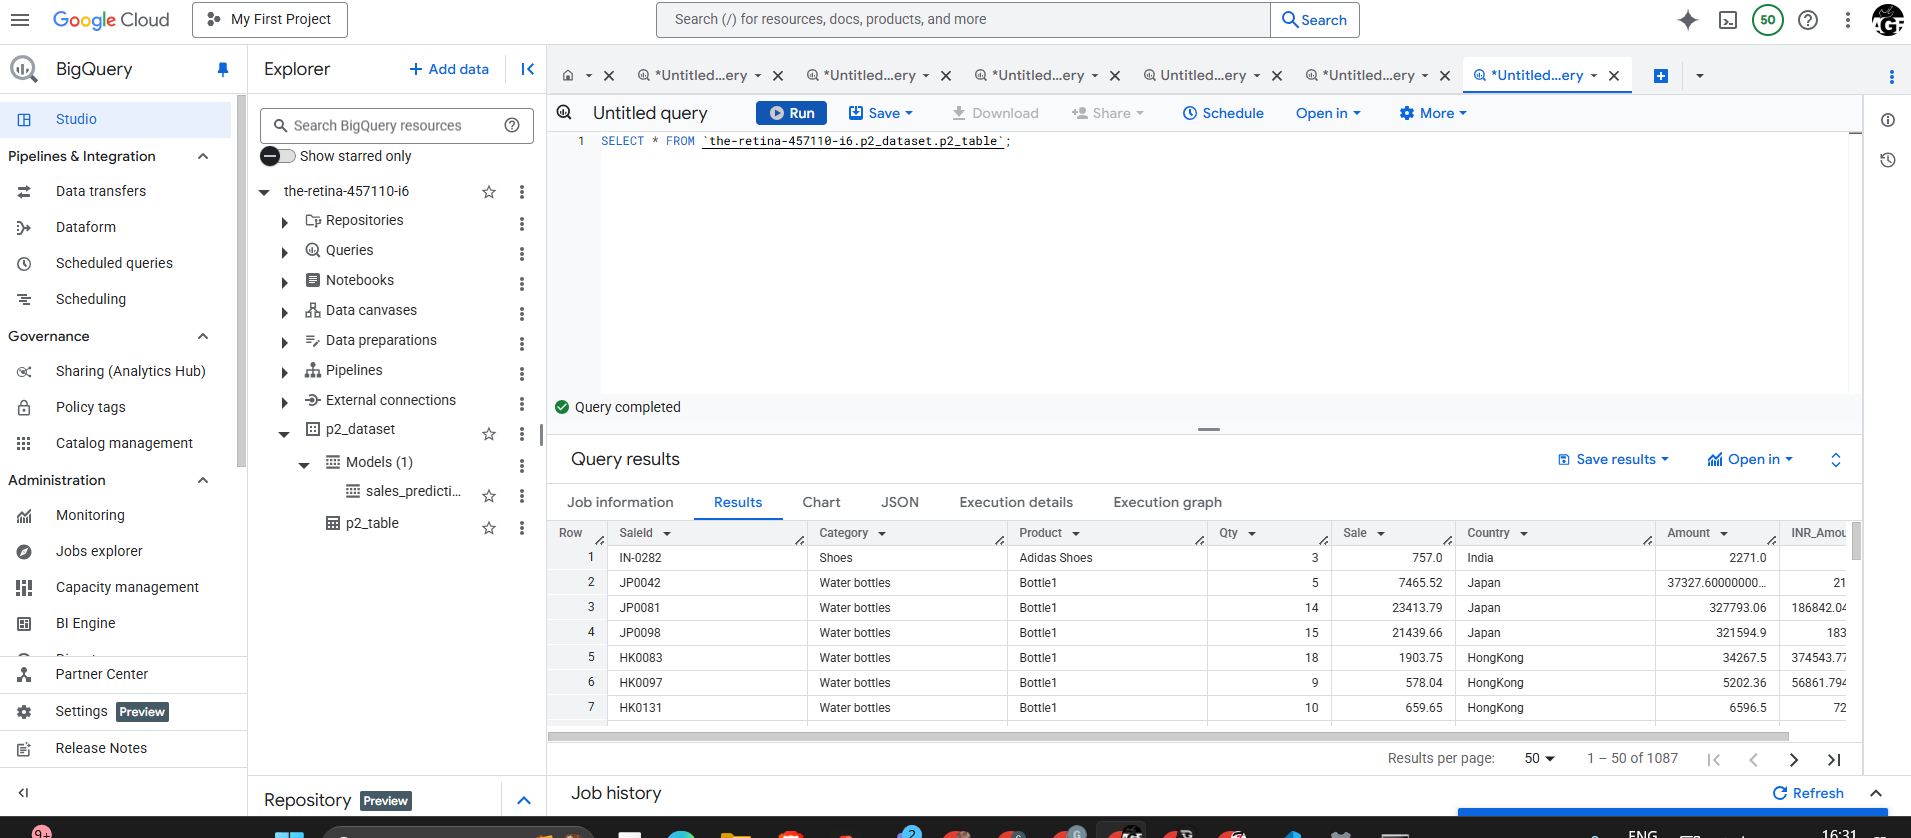 Google Cloud
My First Project
Search (/) for resources, docs, products, and more
Search
50
BigQuery
Studio
Pipelines & Integration
Data transfers
Dataform
Scheduled queries
Scheduling
Governance
Sharing (Analytics Hub)
Policy tags
Catalog management
Administration
Monitoring
Jobs explorer
Capacity management
BI Engine
Partner Center
Settings Preview
Release Notes
Explorer
+ Add data
Search BigQuery resources
Show starred only
the-retina-457110-i6
Repositories
Queries
Notebooks
Data canvases
Data preparations
Pipelines
External connections
p2_dataset
Models (1)
sales_predicti...
p2_table
Repository Preview
*Untitled...ery *Untitled...ery *Untitled...ery Untitled...ery *Untitled...ery *Untitled...ery
Untitled query Run Save Download Share Schedule Open in More
1 SELECT * FROM `the-retina-457110-i6.p2_dataset.p2_table`;
Query completed
Query results Save results Open in
Job information Results Chart JSON Execution details Execution graph
Row SaleId Category Product Qty Sale Country Amount INR_Amou
1 IN-0282 Shoes Adidas Shoes 3 757.0 India 2271.0
2 JP0042 Water bottles Bottle1 5 7465.52 Japan 37327.60000000... 21
3 JP0081 Water bottles Bottle1 14 23413.79 Japan 327793.06 186842.04
4 JP0098 Water bottles Bottle1 15 21439.66 Japan 321594.9 183
5 HK0083 Water bottles Bottle1 18 1903.75 HongKong 34267.5 374543.77
6 HK0097 Water bottles Bottle1 9 578.04 HongKong 5202.36 56861.794
7 HK0131 Water bottles Bottle1 10 659.65 HongKong 6596.5 72
Results per page: 50 1 – 50 of 1087
Job history Refresh
9+ 2 ENG 16:31